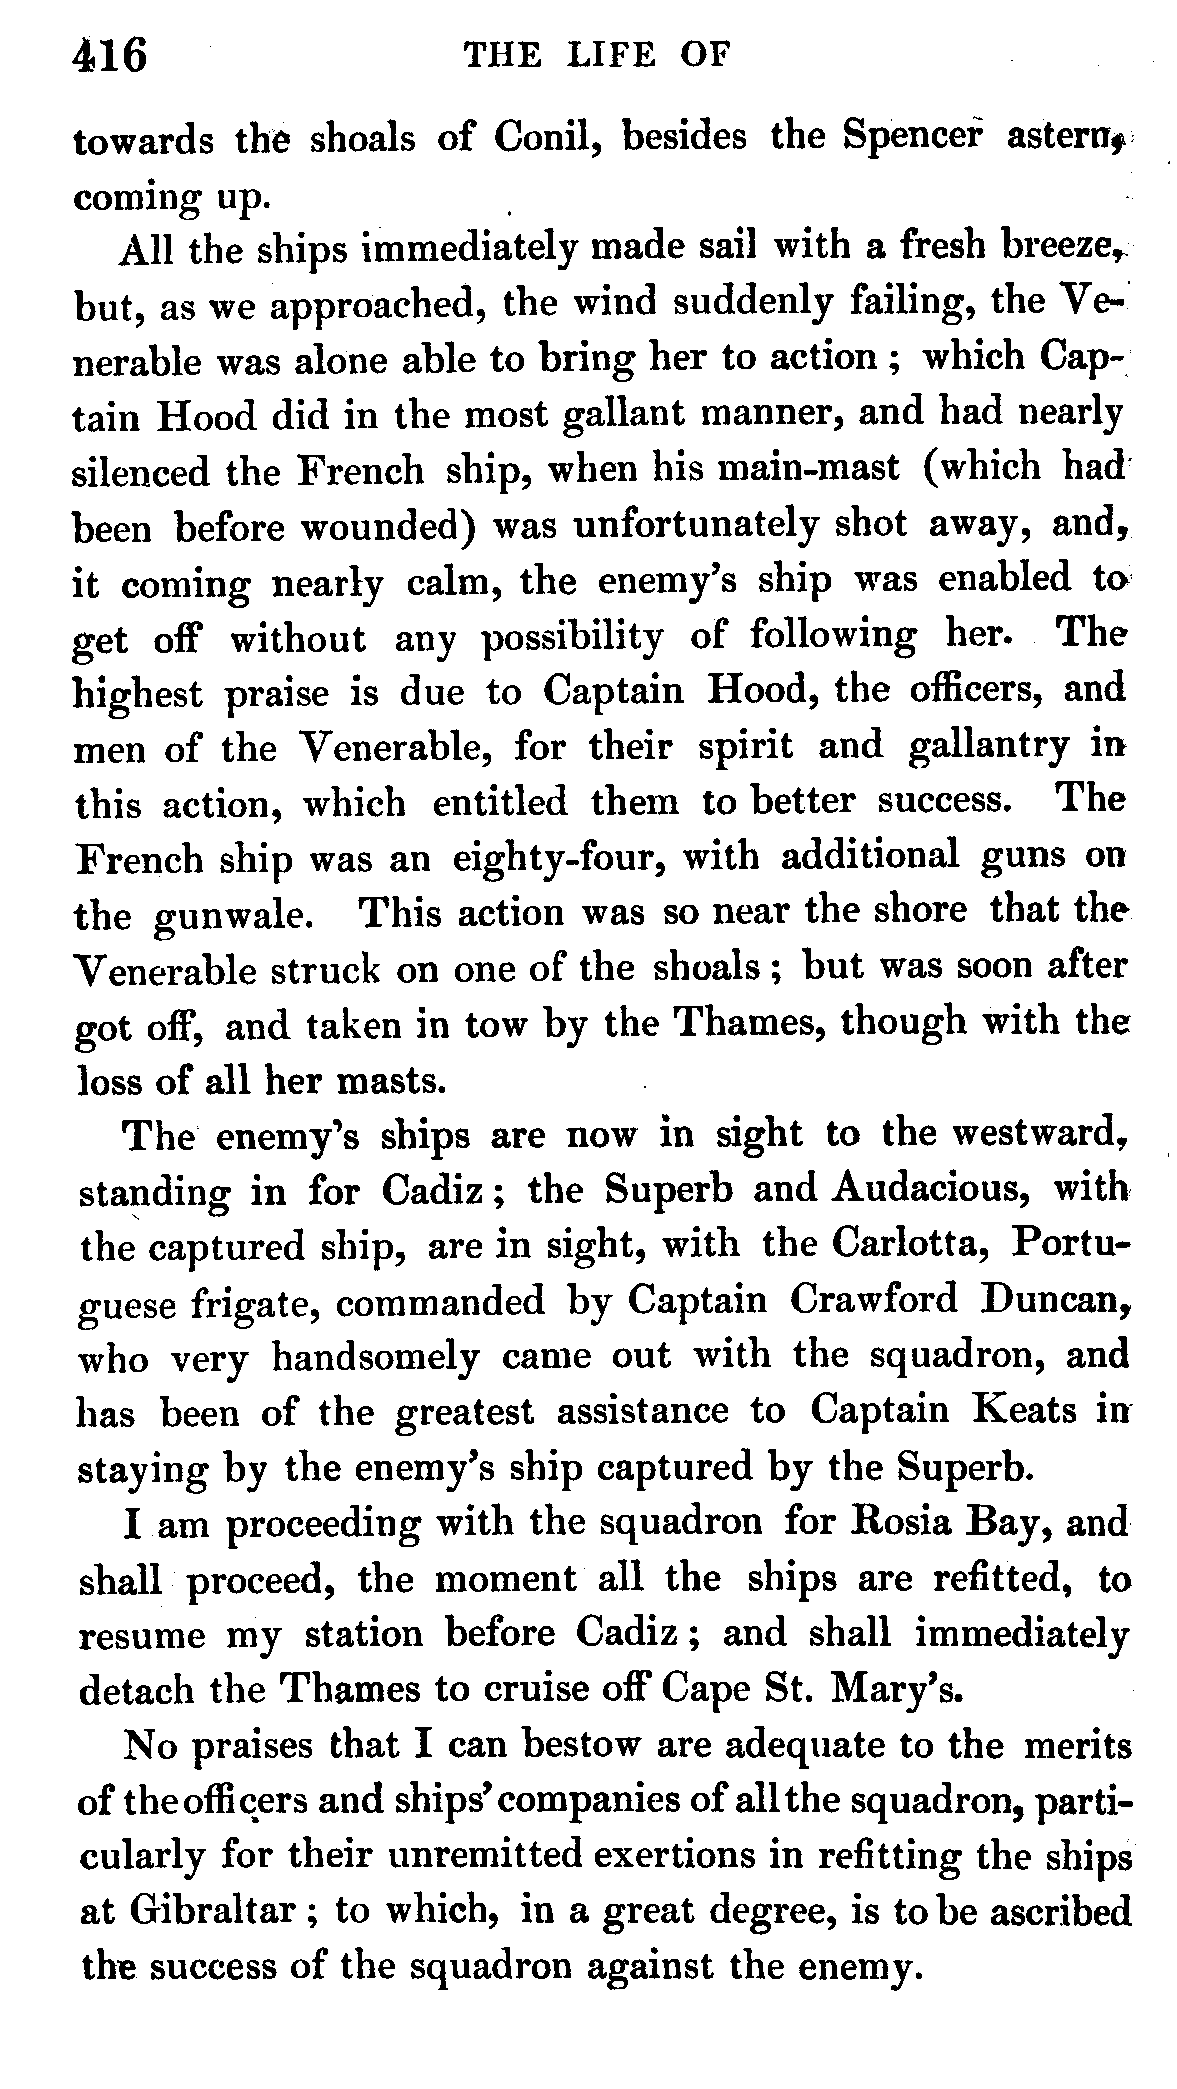 416 THE LIFE OF
towards the shoals of Conil, besides the Spencer astern,
coming up.
All the ships immediately made sail with a fresh breeze,
but, as we approached, the wind suddenly failing, the Ve-
nerable was alone able to bring her to action ; which Cap-
tain Hood did in the most gallant manner, and had nearly
silenced the French ship, when his main-mast (which had
been before wounded) was unfortunately shot away, and,
it coming nearly calm, the enemy's ship was enabled to
get off without any possibility of following her. The
highest praise is due to Captain Hood, the officers, and
men of the Venerable, for their spirit and gallantry in
this action, which entitled them to better success. The
French ship was an eighty-four, with additional guns on
the gunwale. This action was so near the shore that the
Venerable struck on one of the shoals ; but was soon after
got off, and taken in tow by the Thames, though with the
loss of all her masts.
The enemy's ships are now in sight to the westward,
standing in for Cadiz ; the Superb and Audacious, with
the captured ship, are in sight, with the Carlotta, Portu-
guese frigate, commanded by Captain Crawford Duncan,
who very handsomely came out with the squadron, and
has been of the greatest assistance to Captain Keats in
staying by the enemy's ship captured by the Superb.
I am proceeding with the squadron for Rosia Bay, and
shall proceed, the moment all the ships are refitted, to
resume my station before Cadiz ; and shall immediately
detach the Thames to cruise off Cape St. Mary's.
No praises that I can bestow are adequate to the merits
of the officers and ships' companies of all the squadron, parti-
cularly for their unremitted exertions in refitting the ships
at Gibraltar ; to which, in a great degree, is to be ascribed
the success of the squadron against the enemy.